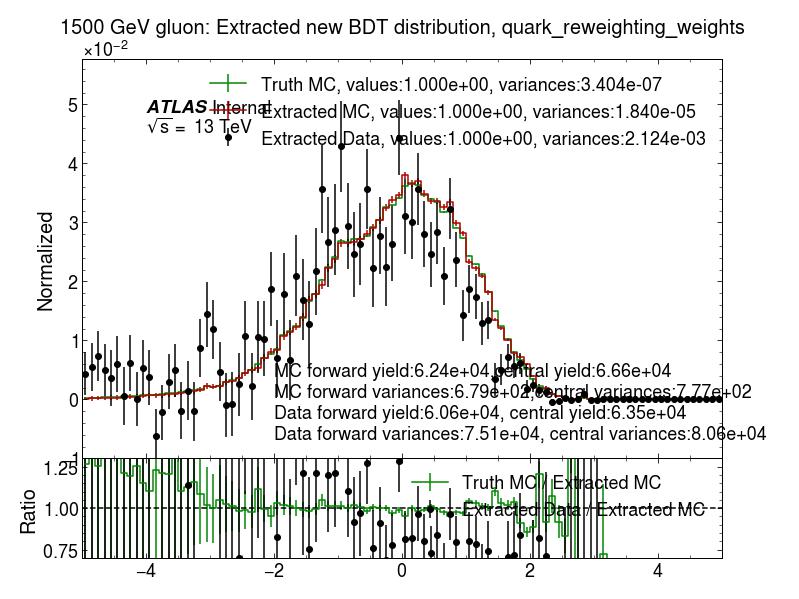 1500 GeV gluon: Extracted new BDT distribution, quark_reweighting_weights
×10⁻²
Truth MC, values:1.000e+00, variances:3.404e-07
ATLAS Internal
Extracted MC, values:1.000e+00, variances:1.840e-05
√s = 13 TeV
Extracted Data, values:1.000e+00, variances:2.124e-03
5
4
3
2
1
0
Normalized
MC forward yield:6.24e+04, central yield:6.66e+04
MC forward variances:6.79e+02, central variances:7.77e+02
Data forward yield:6.06e+04, central yield:6.35e+04
Data forward variances:7.51e+04, central variances:8.06e+04
1.25
1.00
0.75
Ratio
Truth MC / Extracted MC
Extracted Data / Extracted MC
−4 −2 0 2 4